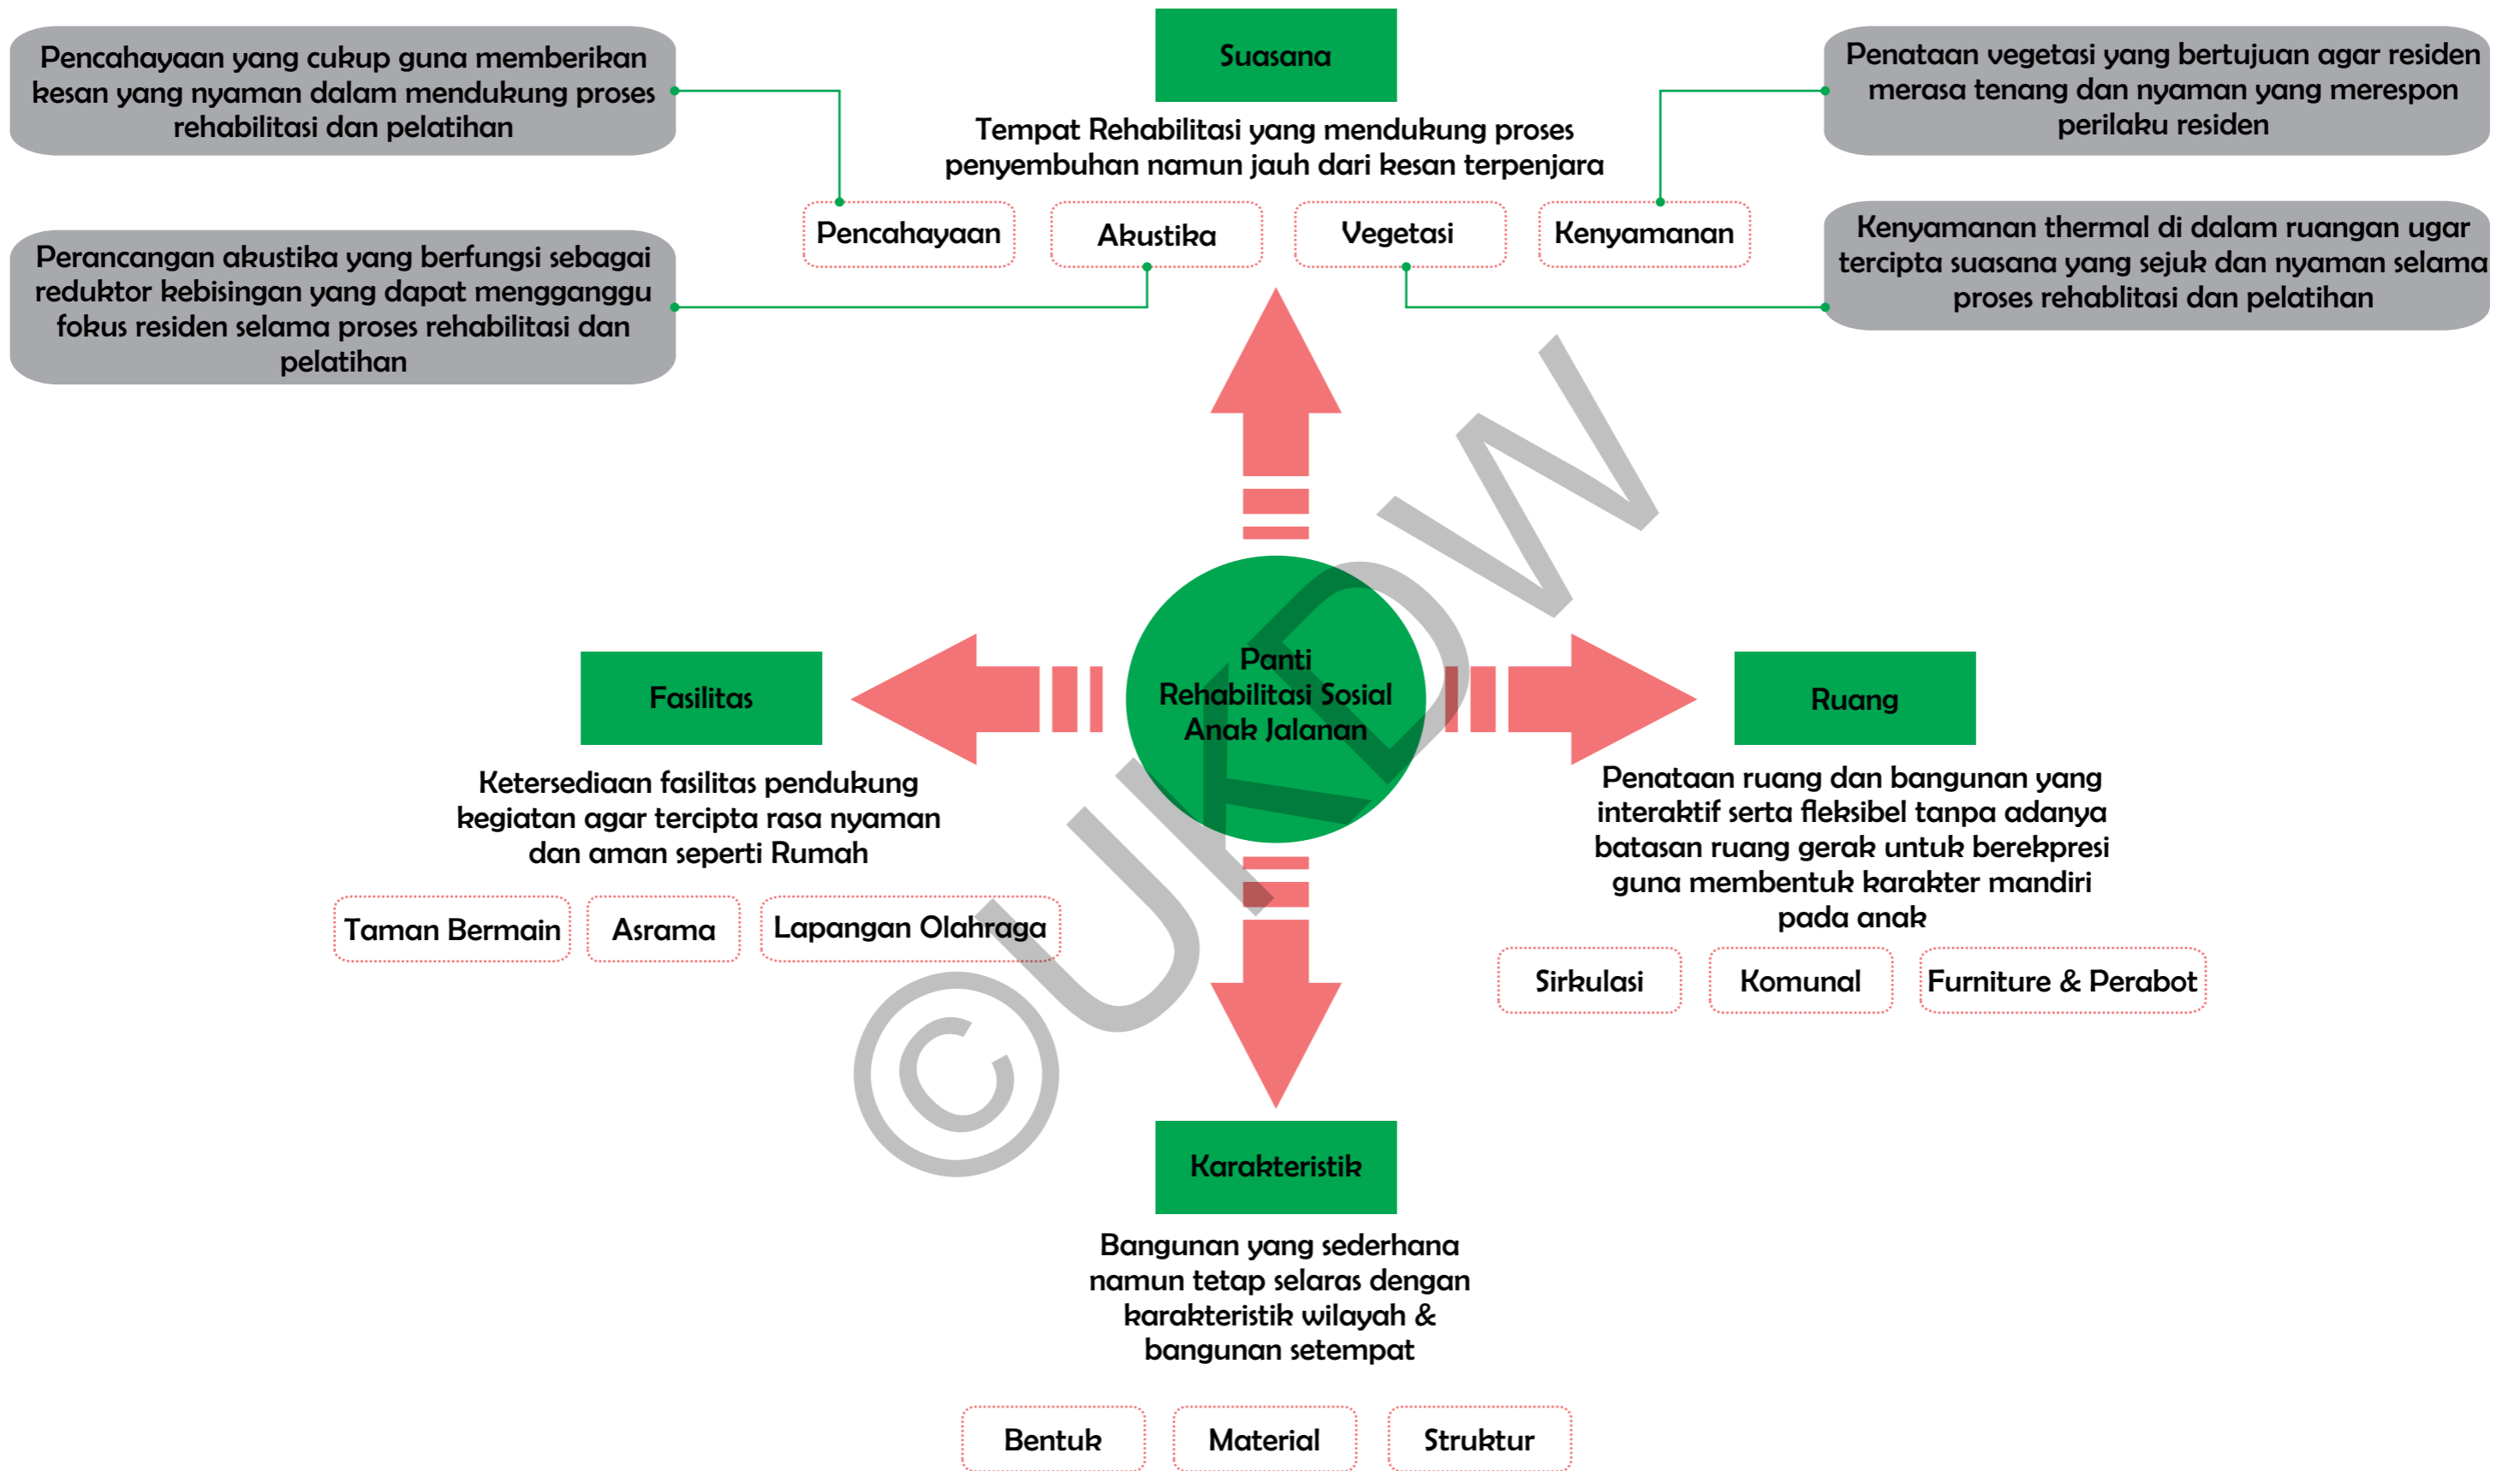 Suasana
Tempat Rehabilitasi yang mendukung proses
penyembuhan namun jauh dari kesan terpenjara
Pencahayaan
Akustika
Vegetasi
Kenyamanan
Pencahayaan yang cukup guna memberikan
kesan yang nyaman dalam mendukung proses
rehabilitasi dan pelatihan
Perancangan akustika yang berfungsi sebagai
reduktor kebisingan yang dapat mengganggu
fokus residen selama proses rehabilitasi dan
pelatihan
Penataan vegetasi yang bertujuan agar residen
merasa tenang dan nyaman yang merespon
perilaku residen
Kenyamanan thermal di dalam ruangan ugar
tercipta suasana yang sejuk dan nyaman selama
proses rehablitasi dan pelatihan
Panti
Rehabilitasi Sosial
Anak Jalanan
Fasilitas
Ketersediaan fasilitas pendukung
kegiatan agar tercipta rasa nyaman
dan aman seperti Rumah
Taman Bermain
Asrama
Lapangan Olahraga
Ruang
Penataan ruang dan bangunan yang
interaktif serta fleksibel tanpa adanya
batasan ruang gerak untuk berekpresi
guna membentuk karakter mandiri
pada anak
Sirkulasi
Komunal
Furniture & Perabot
Karakteristik
Bangunan yang sederhana
namun tetap selaras dengan
karakteristik wilayah &
bangunan setempat
Bentuk
Material
Struktur
©UKDW